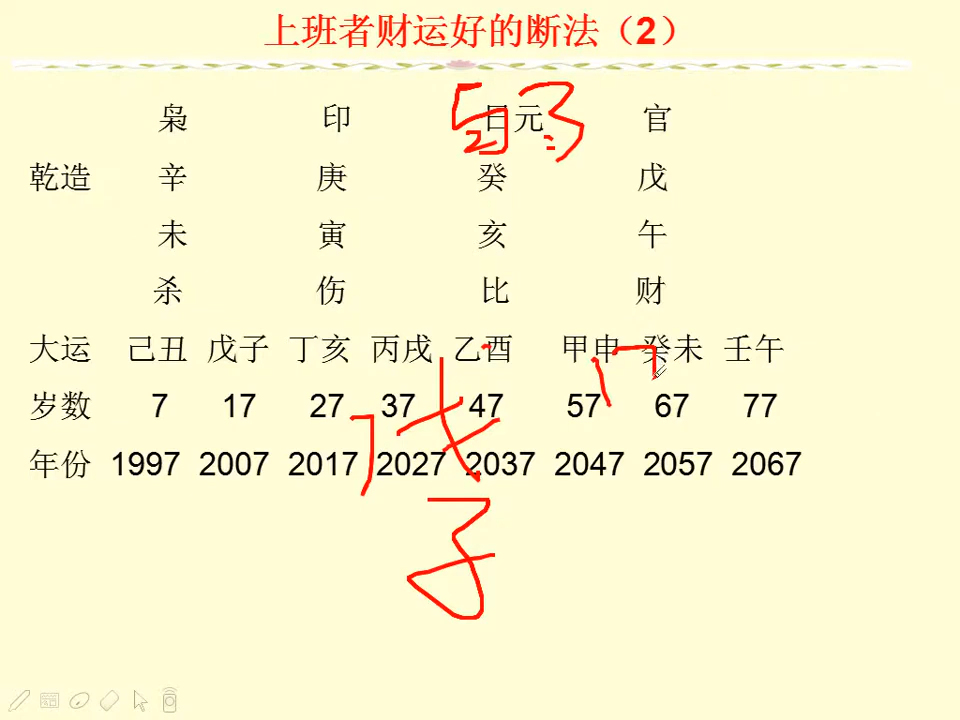 上班者财运好的断法（2）
枭 印 日元 官
乾造 辛 庚 癸 戊
未 寅 亥 午
杀 伤 比 财
大运 己丑 戊子 丁亥 丙戌 乙酉 甲申 癸未 壬午
岁数 7 17 27 37 47 57 67 77
年份 1997 2007 2017 2027 2037 2047 2057 2067
戊
子